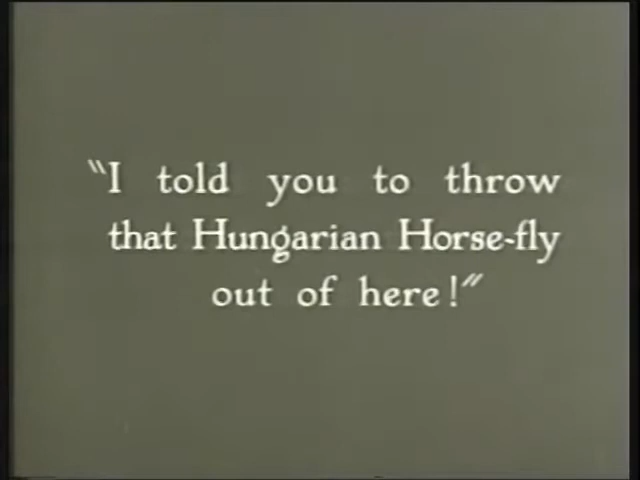 "I told you to throw
that Hungarian Horse-fly
out of here!"